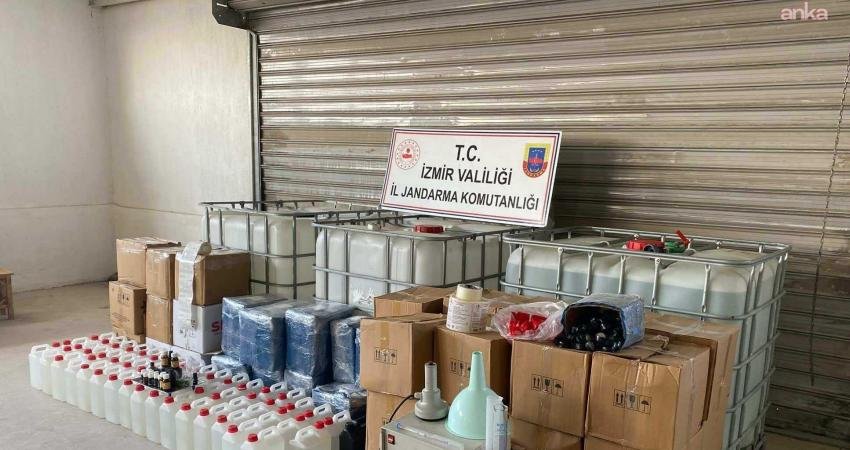 anka
T.C.
İZMİR VALİLİĞİ
İL JANDARMA KOMUTANLIĞI